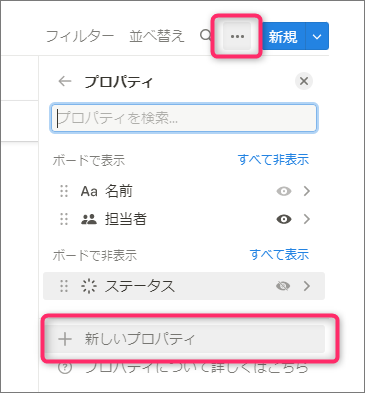 フィルター 並べ替え ••• 新規
プロパティ
プロパティを検索...
ボードで表示 すべて非表示
Aa 名前
担当者
ボードで非表示 すべて表示
ステータス
新しいプロパティ
プロパティについて詳しくはこちら